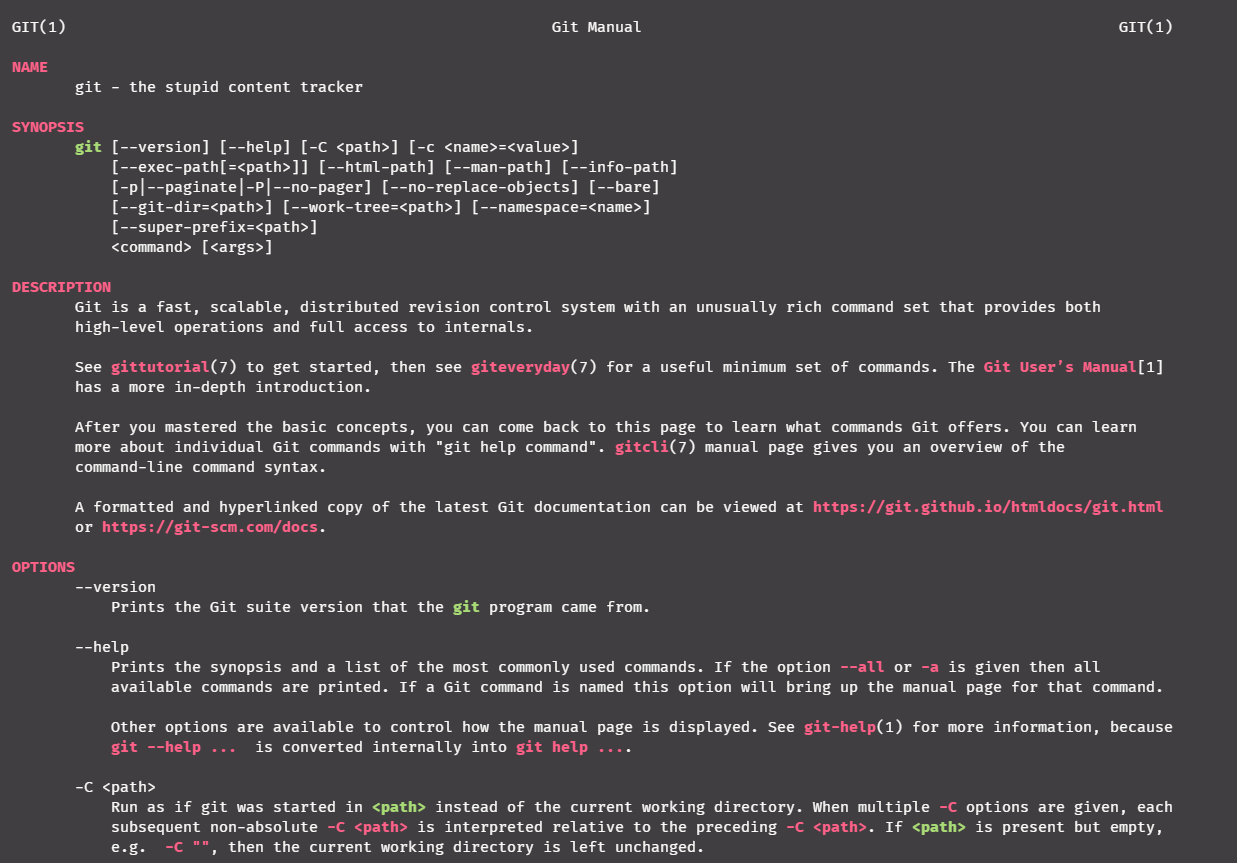 GIT(1) Git Manual GIT(1)
NAME
git - the stupid content tracker
SYNOPSIS
git [--version] [--help] [-C <path>] [-c <name>=<value>]
[--exec-path[=<path>]] [--html-path] [--man-path] [--info-path]
[-p|--paginate|-P|--no-pager] [--no-replace-objects] [--bare]
[--git-dir=<path>] [--work-tree=<path>] [--namespace=<name>]
[--super-prefix=<path>]
<command> [<args>]
DESCRIPTION
Git is a fast, scalable, distributed revision control system with an unusually rich command set that provides both
high-level operations and full access to internals.
See gittutorial(7) to get started, then see giteveryday(7) for a useful minimum set of commands. The Git User’s Manual[1]
has a more in-depth introduction.
After you mastered the basic concepts, you can come back to this page to learn what commands Git offers. You can learn
more about individual Git commands with "git help command". gitcli(7) manual page gives you an overview of the
command-line command syntax.
A formatted and hyperlinked copy of the latest Git documentation can be viewed at https://git.github.io/htmldocs/git.html
or https://git-scm.com/docs.
OPTIONS
--version
Prints the Git suite version that the git program came from.
--help
Prints the synopsis and a list of the most commonly used commands. If the option --all or -a is given then all
available commands are printed. If a Git command is named this option will bring up the manual page for that command.
Other options are available to control how the manual page is displayed. See git-help(1) for more information, because
git --help ...  is converted internally into git help ....
-C <path>
Run as if git was started in <path> instead of the current working directory. When multiple -C options are given, each
subsequent non-absolute -C <path> is interpreted relative to the preceding -C <path>. If <path> is present but empty,
e.g.  -C "", then the current working directory is left unchanged.